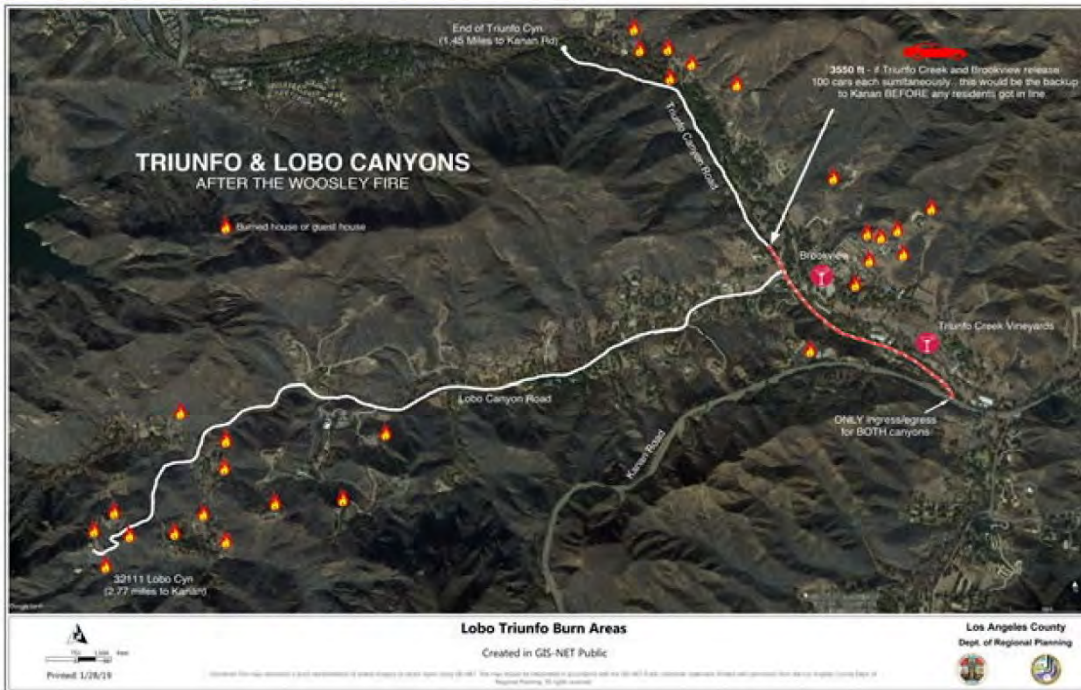 End of Triunfo Cyn
(1.45 Miles to Kanan Rd)
3550 ft - if Triunfo Creek and Brookview release
100 cars each sumitaneously this would be the backup
to Kanan BEFORE any residents got in line
TRIUNFO & LOBO CANYONS
AFTER THE WOOSLEY FIRE
Burned house or guest house
Triunfo Canyon Road
Brookview
Triunfo Creek Vineyards
Lobo Canyon Road
Kanan Road
ONLY ingress/egress
for BOTH canyons
32111 Lobo Cyn
(2.77 miles to Kanan)
Lobo Triunfo Burn Areas
Created in GIS-NET Public
Los Angeles County
Dept. of Regional Planning
Printed: 1/28/19